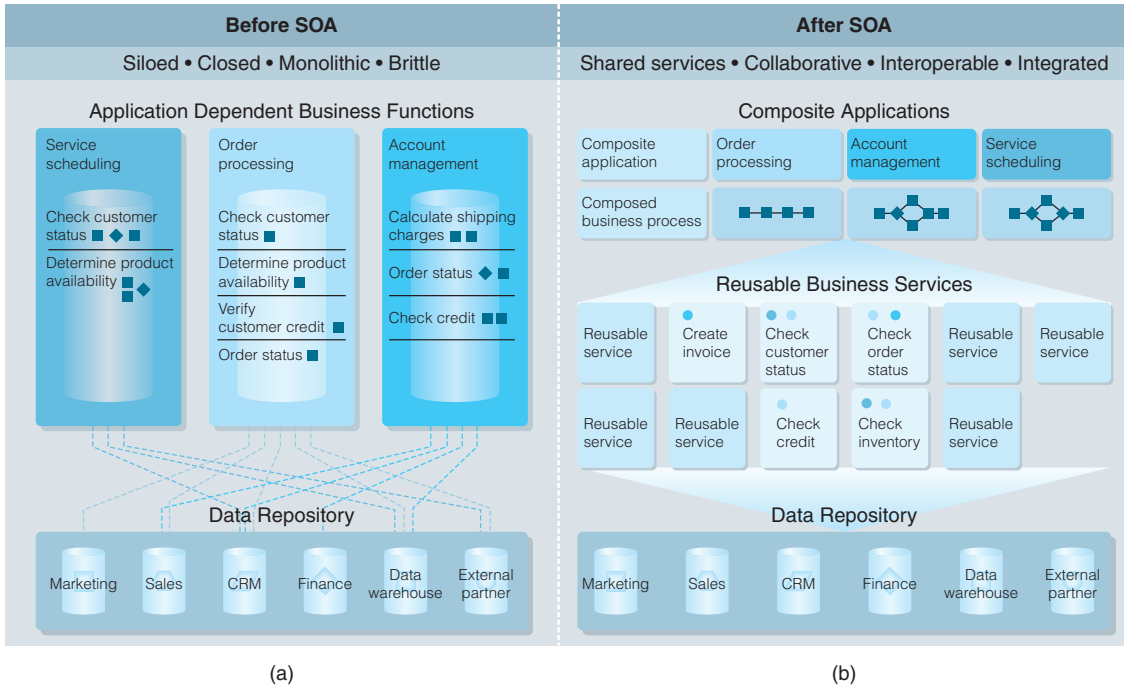 Before SOA
Siloed • Closed • Monolithic • Brittle
Application Dependent Business Functions
Service
scheduling
Check customer
status
Determine product
availability
Order
processing
Check customer
status
Determine product
availability
Verify
customer credit
Order status
Account
management
Calculate shipping
charges
Order status
Check credit
Data Repository
Marketing
Sales
CRM
Finance
Data
warehouse
External
partner
(a)
After SOA
Shared services • Collaborative • Interoperable • Integrated
Composite Applications
Composite
application
Order
processing
Account
management
Service
scheduling
Composed
business process
Reusable Business Services
Reusable
service
Create
invoice
Check
customer
status
Check
order
status
Reusable
service
Reusable
service
Reusable
service
Reusable
service
Check
credit
Check
inventory
Reusable
service
Data Repository
Marketing
Sales
CRM
Finance
Data
warehouse
External
partner
(b)